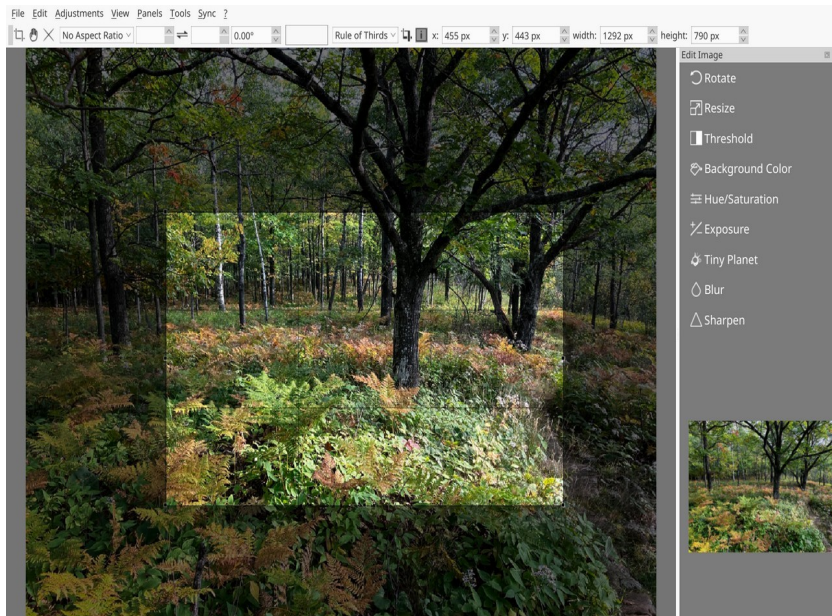 File Edit Adjustments View Panels Tools Sync ?
No Aspect Ratio 0.00° Rule of Thirds x: 455 px y: 443 px width: 1292 px height: 790 px
Edit Image
Rotate
Resize
Threshold
Background Color
Hue/Saturation
Exposure
Tiny Planet
Blur
Sharpen